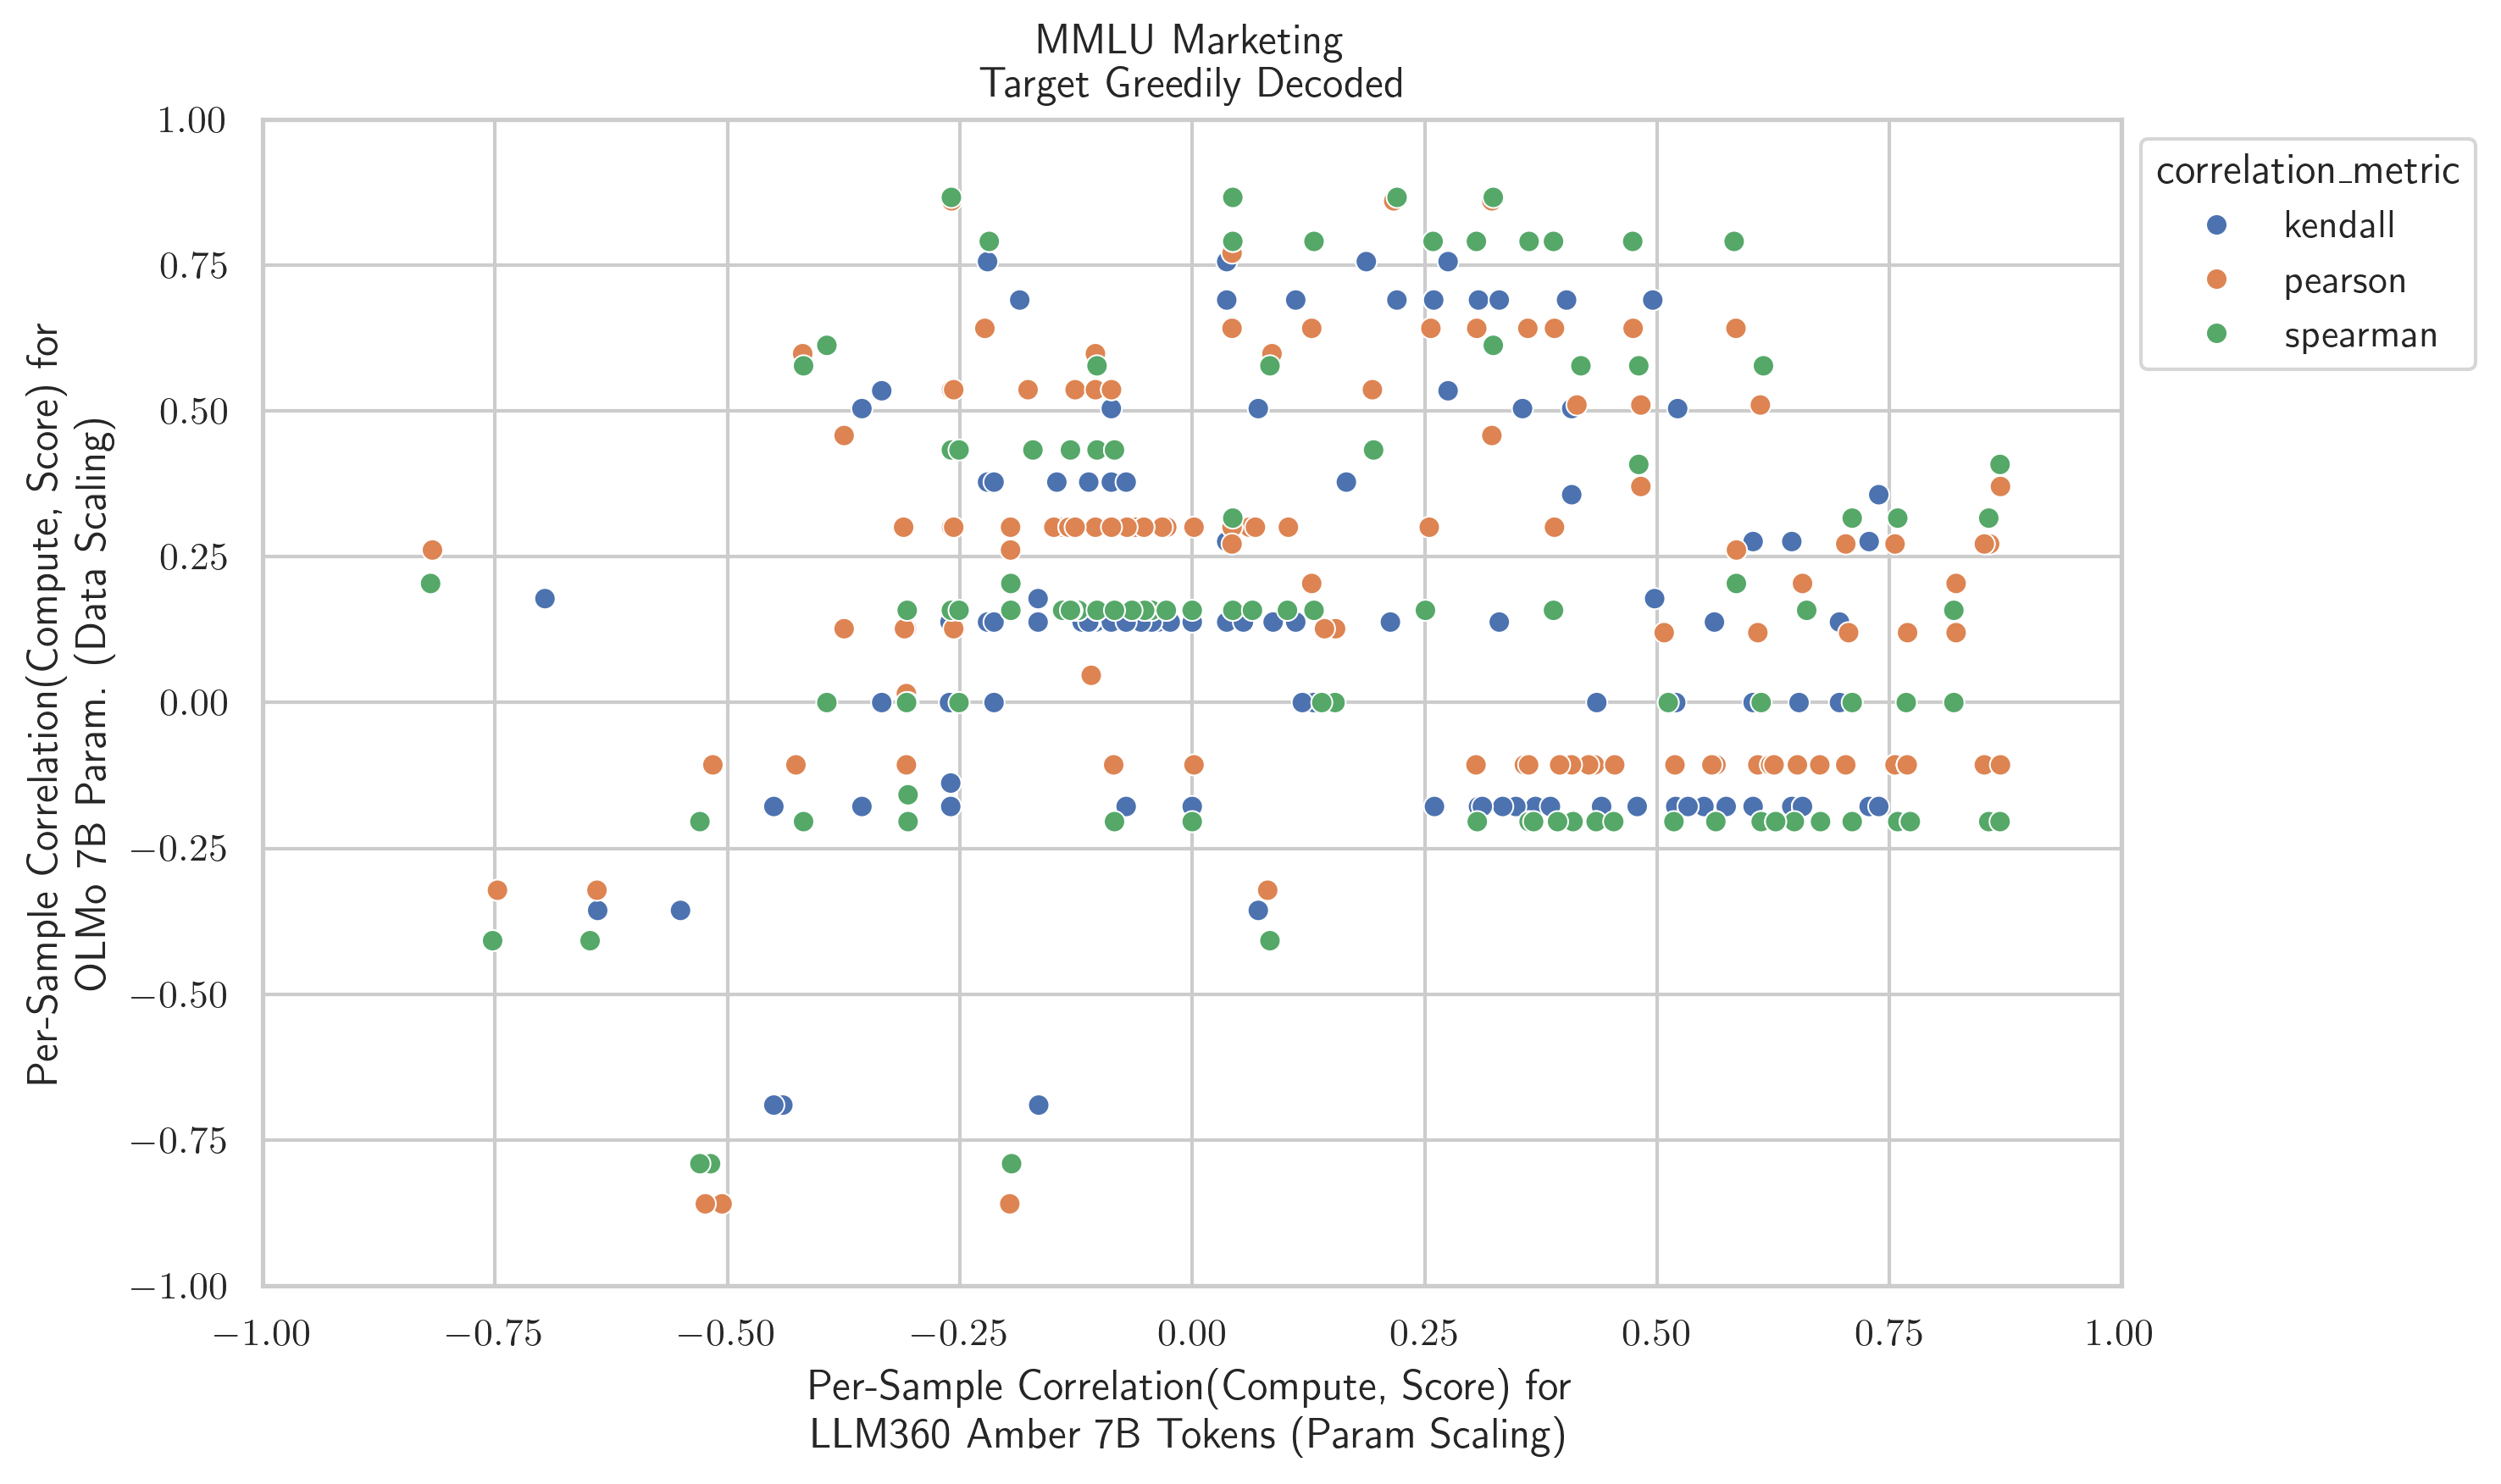 MMLU Marketing
Target Greedily Decoded
Per-Sample Correlation(Compute, Score) for
OLMo 7B Param. (Data Scaling)
1.00
0.75
0.50
0.25
0.00
−0.25
−0.50
−0.75
−1.00
−1.00 −0.75 −0.50 −0.25 0.00 0.25 0.50 0.75 1.00
Per-Sample Correlation(Compute, Score) for
LLM360 Amber 7B Tokens (Param Scaling)
correlation_metric
kendall
pearson
spearman